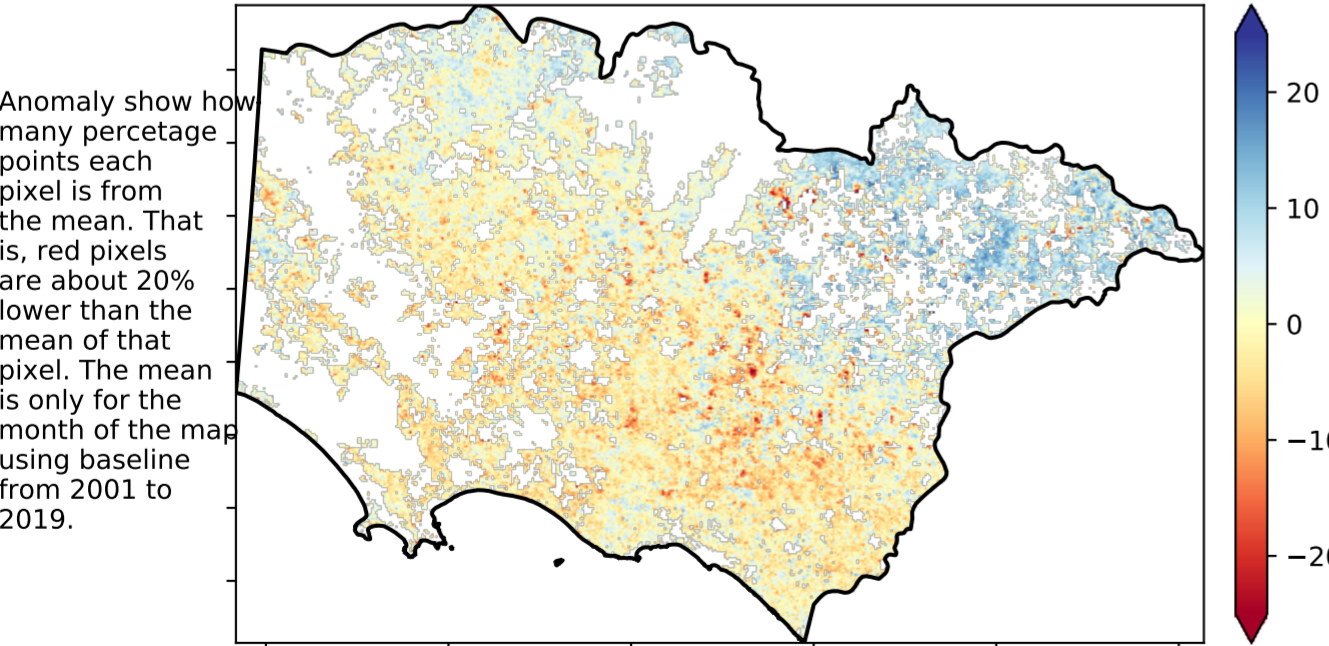 Anomaly show how
many percetage
points each
pixel is from
the mean. That
is, red pixels
are about 20%
lower than the
mean of that
pixel. The mean
is only for the
month of the map
using baseline
from 2001 to
2019.
20
10
0
−10
−20